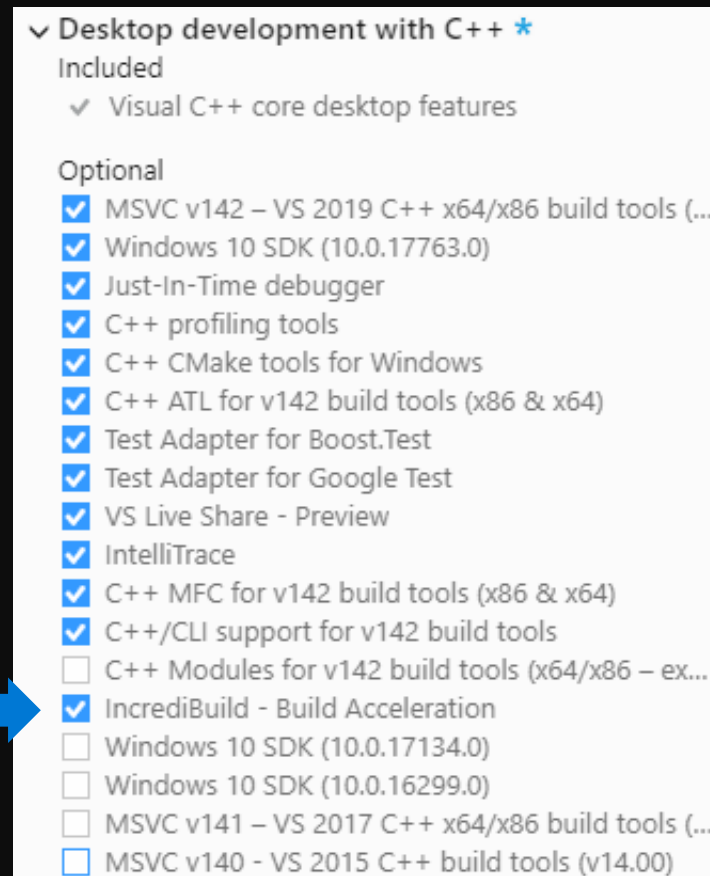 Desktop development with C++ *
Included
Visual C++ core desktop features
Optional
MSVC v142 – VS 2019 C++ x64/x86 build tools (...
Windows 10 SDK (10.0.17763.0)
Just-In-Time debugger
C++ profiling tools
C++ CMake tools for Windows
C++ ATL for v142 build tools (x86 & x64)
Test Adapter for Boost.Test
Test Adapter for Google Test
VS Live Share - Preview
IntelliTrace
C++ MFC for v142 build tools (x86 & x64)
C++/CLI support for v142 build tools
C++ Modules for v142 build tools (x64/x86 – ex...
IncrediBuild - Build Acceleration
Windows 10 SDK (10.0.17134.0)
Windows 10 SDK (10.0.16299.0)
MSVC v141 – VS 2017 C++ x64/x86 build tools (...
MSVC v140 - VS 2015 C++ build tools (v14.00)